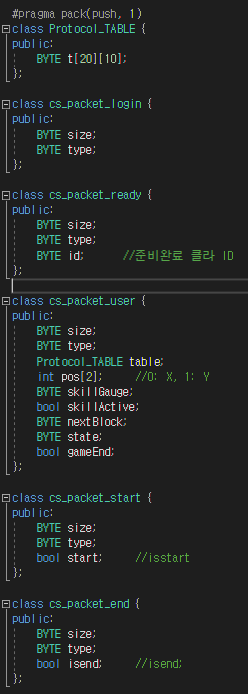 #pragma pack(push, 1)
class Protocol_TABLE {
public:
BYTE t[20][10];
};
class cs_packet_login {
public:
BYTE size;
BYTE type;
};
class cs_packet_ready {
public:
BYTE size;
BYTE type;
BYTE id; //준비완료 클라 ID
};
class cs_packet_user {
public:
BYTE size;
BYTE type;
Protocol_TABLE table;
int pos[2]; //0: X, 1: Y
BYTE skillGauge;
bool skillActive;
BYTE nextBlock;
BYTE state;
bool gameEnd;
};
class cs_packet_start {
public:
BYTE size;
BYTE type;
bool start; //isstart
};
class cs_packet_end {
public:
BYTE size;
BYTE type;
bool isend; //isend;
};